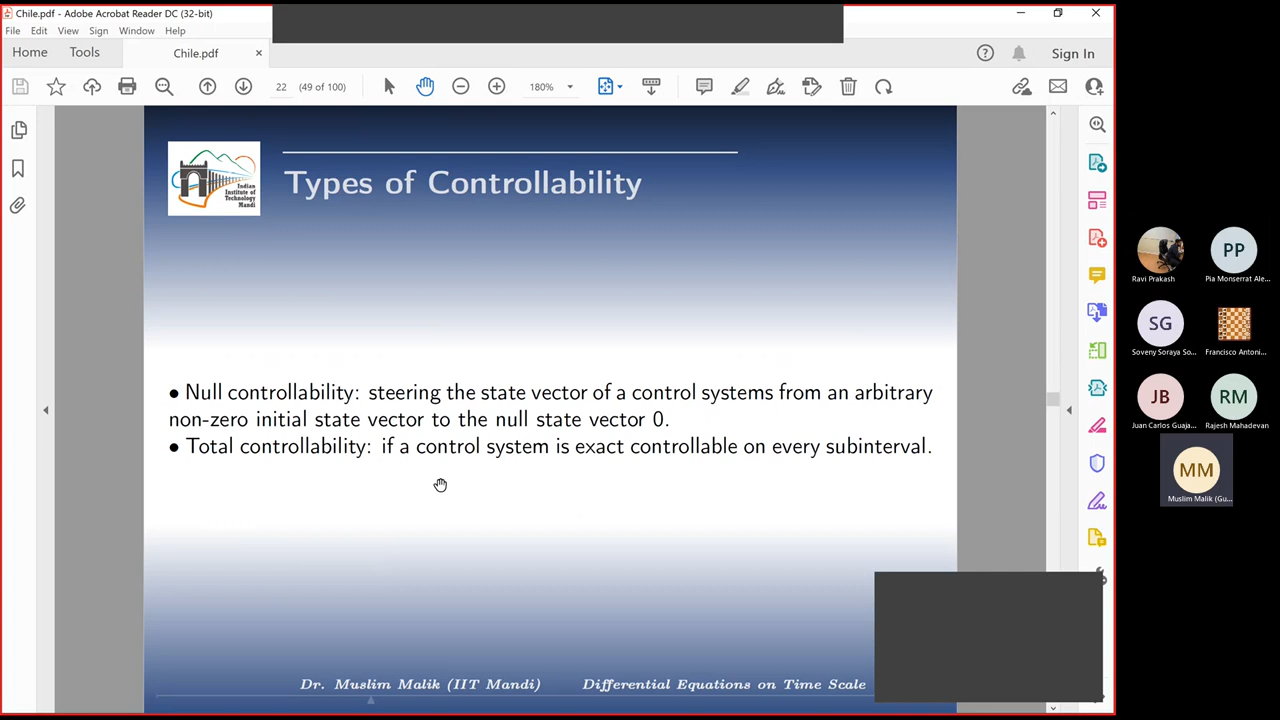 Chile.pdf - Adobe Acrobat Reader DC (32-bit)
File Edit View Sign Window Help
Home Tools Chile.pdf × Sign In
22 (49 of 100) 180%
Indian
Institute of
Technology
Mandi
Types of Controllability
• Null controllability: steering the state vector of a control systems from an arbitrary
non-zero initial state vector to the null state vector 0.
• Total controllability: if a control system is exact controllable on every subinterval.
Dr. Muslim Malik (IIT Mandi) Differential Equations on Time Scale
PP
Ravi Prakash Pia Monserrat Ale...
SG
Soveny Soraya So... Francisco Antoni...
JB RM
Juan Carlos Guaja... Rajesh Mahadevan
MM
Muslim Malik (Gu...